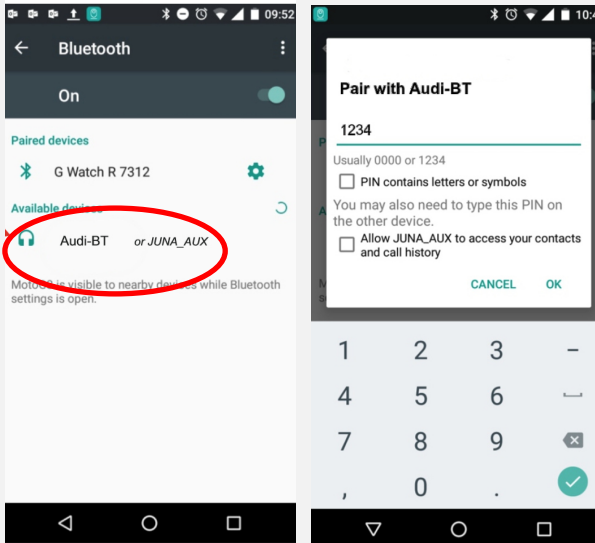 09:52
Bluetooth
On
Paired devices
G Watch R 7312
Available devices
Audi-BT or JUNA_AUX
is visible to nearby devices while Bluetooth
settings is open.
10:4
Pair with Audi-BT
1234
Usually 0000 or 1234
PIN contains letters or symbols
You may also need to type this PIN on
the other device.
Allow JUNA_AUX to access your contacts
and call history
CANCEL OK
1 2 3 -
4 5 6
7 8 9
, 0 .